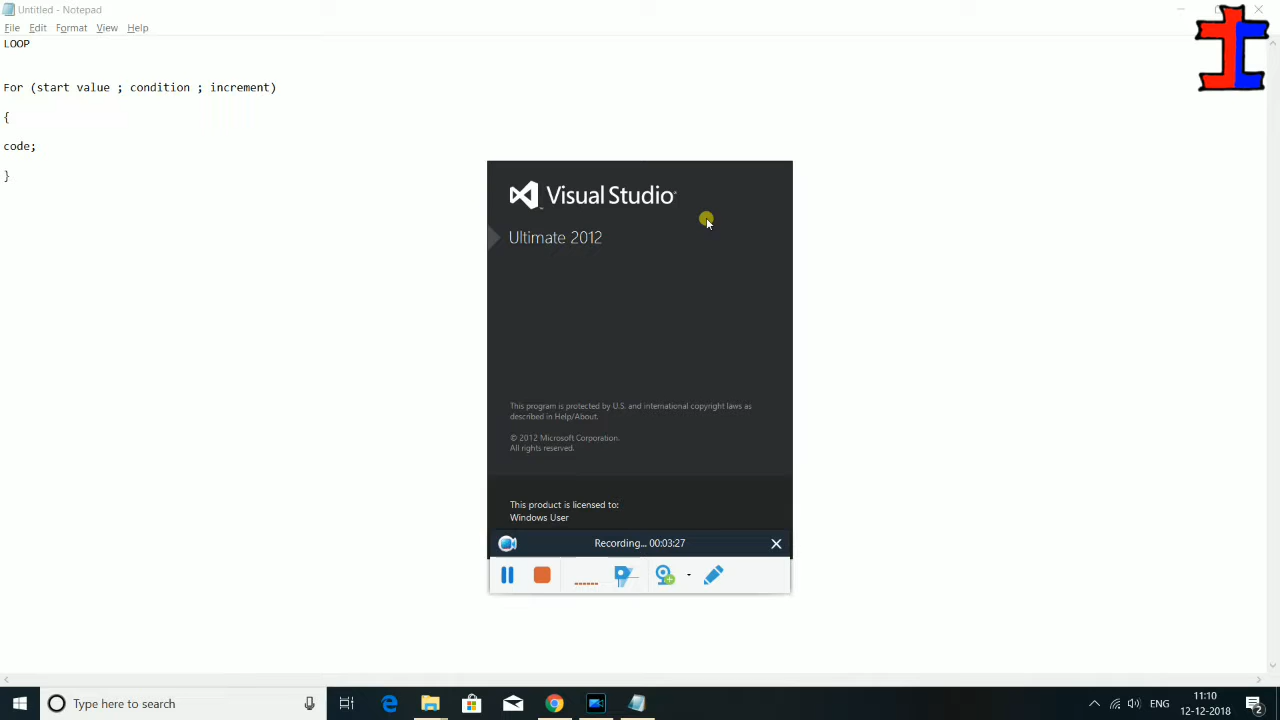 Untitled - Notepad
File Edit Format View Help
LOOP
For (start value ; condition ; increment)
{
code;
}
Visual Studio
Ultimate 2012
This program is protected by U.S. and international copyright laws as
described in Help/About.
© 2012 Microsoft Corporation.
All rights reserved.
This product is licensed to:
Windows User
Recording... 00:03:27
Type here to search
ENG
11:10
12-12-2018
2